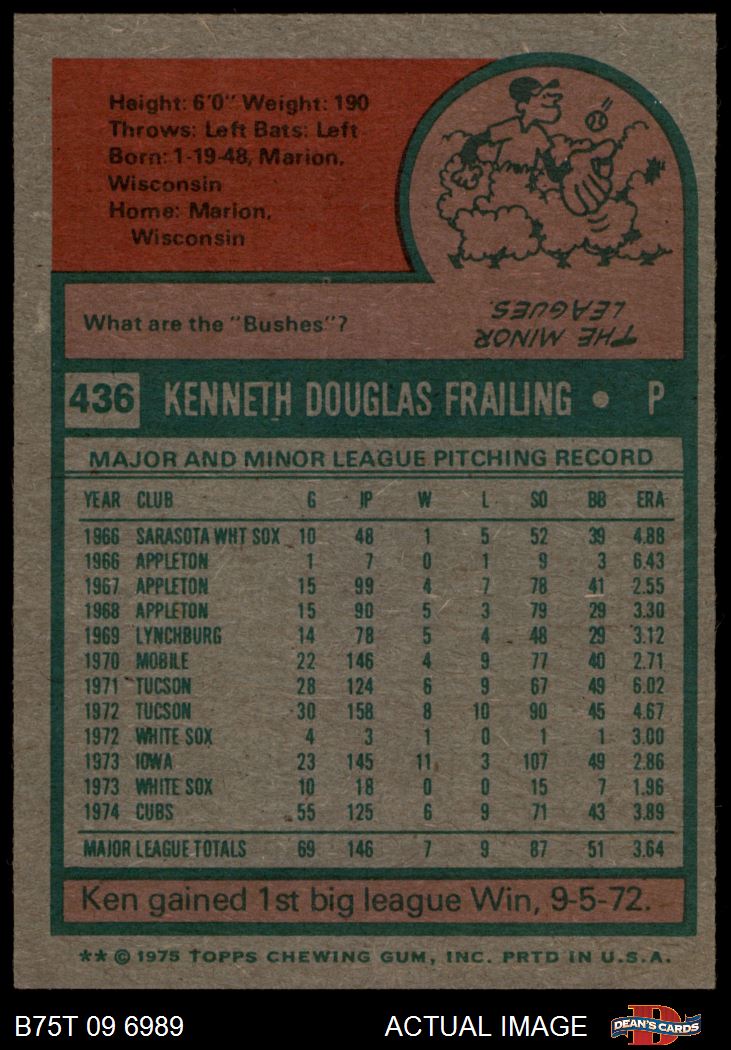 Height: 6'0" Weight: 190
Throws: Left Bats: Left
Born: 1-19-48, Marion,
Wisconsin
Home: Marion,
Wisconsin
What are the "Bushes"?
THE MINOR
LEAGUES.
436 KENNETH DOUGLAS FRAILING • P
MAJOR AND MINOR LEAGUE PITCHING RECORD
YEAR CLUB G IP W L SO BB ERA
1966 SARASOTA WHT SOX 10 48 1 5 52 39 4.88
1966 APPLETON 1 7 0 1 9 3 6.43
1967 APPLETON 15 99 4 7 78 41 2.55
1968 APPLETON 15 90 5 3 79 29 3.30
1969 LYNCHBURG 14 78 5 4 48 29 3.12
1970 MOBILE 22 146 4 9 77 40 2.71
1971 TUCSON 28 124 6 9 67 49 6.02
1972 TUCSON 30 158 8 10 90 45 4.67
1972 WHITE SOX 4 3 1 0 1 1 3.00
1973 IOWA 23 145 11 3 107 49 2.86
1973 WHITE SOX 10 18 0 0 15 7 1.96
1974 CUBS 55 125 6 9 71 43 3.89
MAJOR LEAGUE TOTALS 69 146 7 9 87 51 3.64
Ken gained 1st big league Win, 9-5-72.
** © 1975 TOPPS CHEWING GUM, INC. PRTD IN U.S.A.
B75T 09 6989 ACTUAL IMAGE
D
DEAN'S CARDS